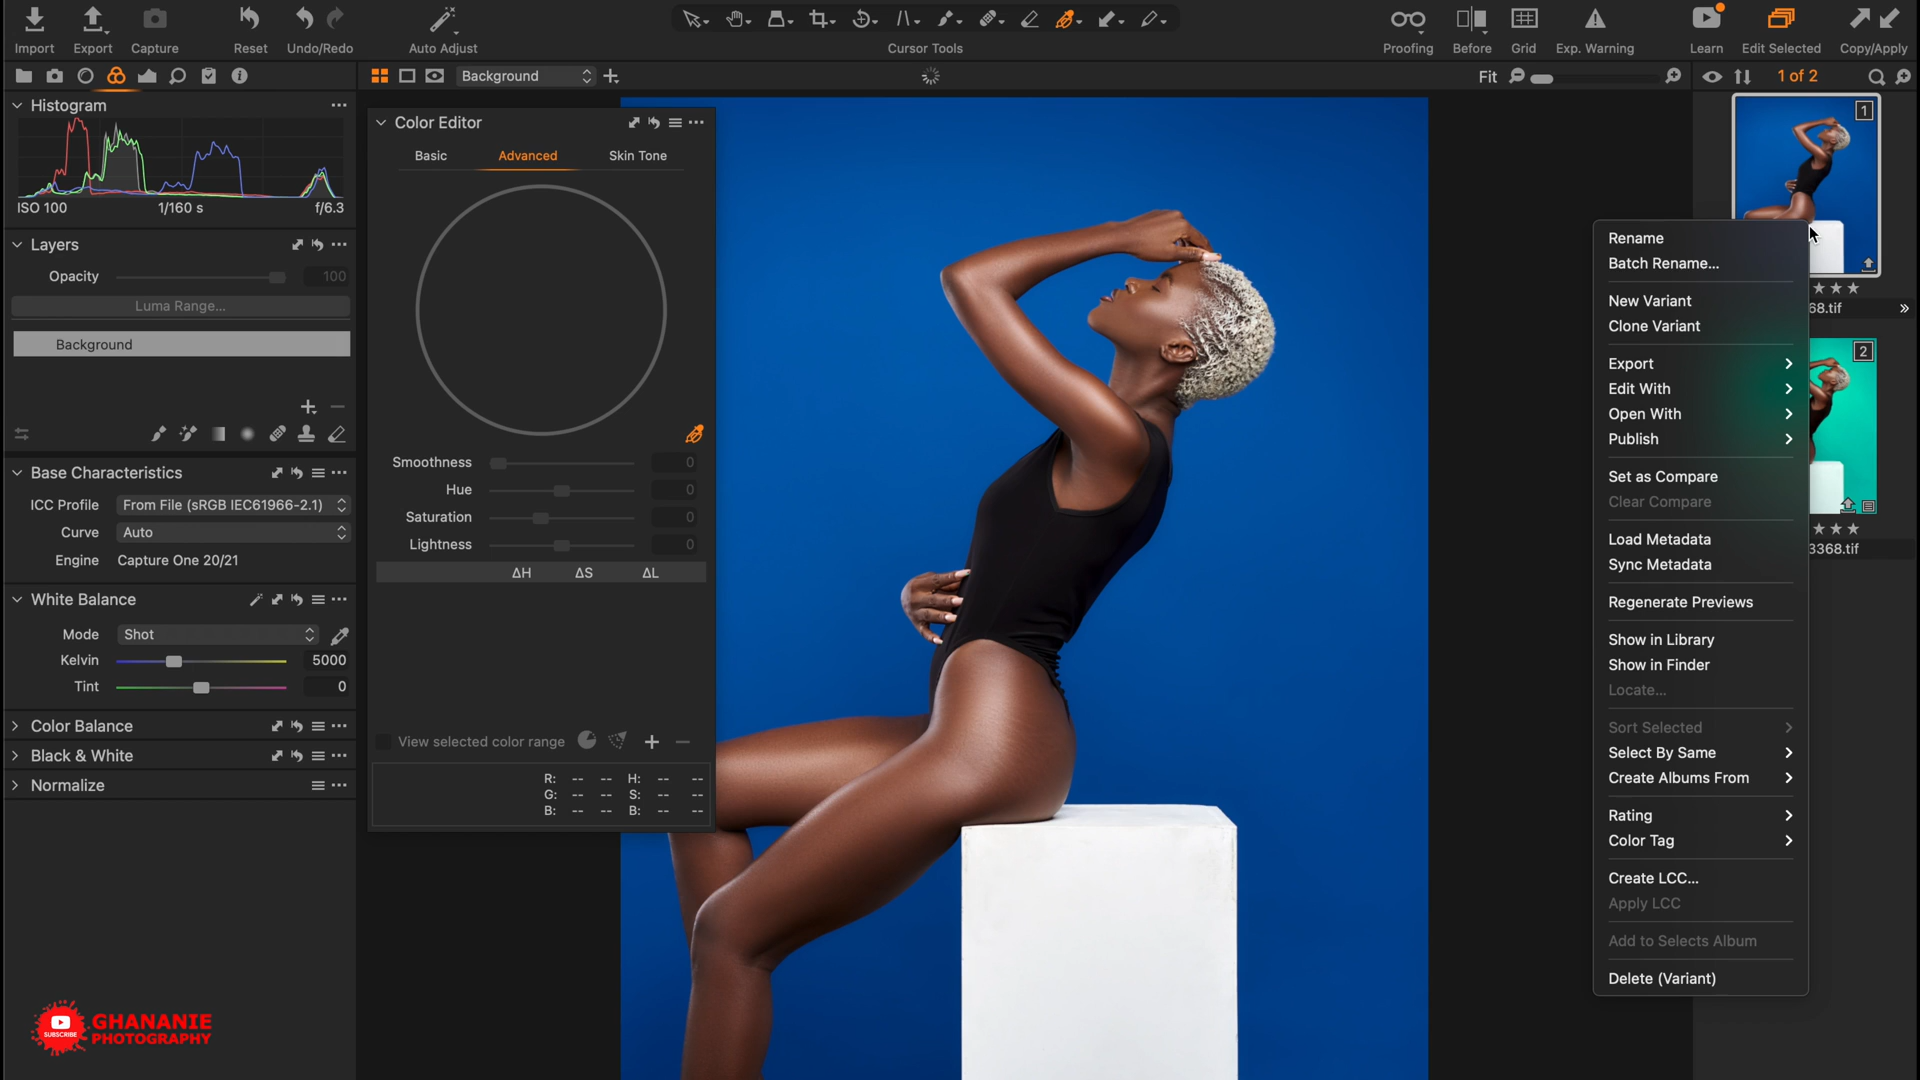 Import
Export
Capture
Reset
Undo/Redo
Auto Adjust
Cursor Tools
Proofing
Before
Grid
Exp. Warning
Learn
Edit Selected
Copy/Apply
Background
Fit
1 of 2
Histogram
ISO 100
1/160 s
f/6.3
Layers
Opacity
100
Luma Range...
Background
Base Characteristics
ICC Profile
From File (sRGB IEC61966-2.1)
Curve
Auto
Engine
Capture One 20/21
White Balance
Mode
Shot
Kelvin
5000
Tint
0
Color Balance
Black & White
Normalize
SUBSCRIBE
GHANANIE
PHOTOGRAPHY
Color Editor
Basic
Advanced
Skin Tone
Smoothness
0
Hue
0
Saturation
0
Lightness
0
ΔH
ΔS
ΔL
View selected color range
R: -- -- H: -- --
G: -- -- S: -- --
B: -- -- B: -- --
Rename
Batch Rename...
New Variant
Clone Variant
Export
Edit With
Open With
Publish
Set as Compare
Clear Compare
Load Metadata
Sync Metadata
Regenerate Previews
Show in Library
Show in Finder
Locate...
Sort Selected
Select By Same
Create Albums From
Rating
Color Tag
Create LCC...
Apply LCC
Add to Selects Album
Delete (Variant)
1
68.tif
2
3368.tif